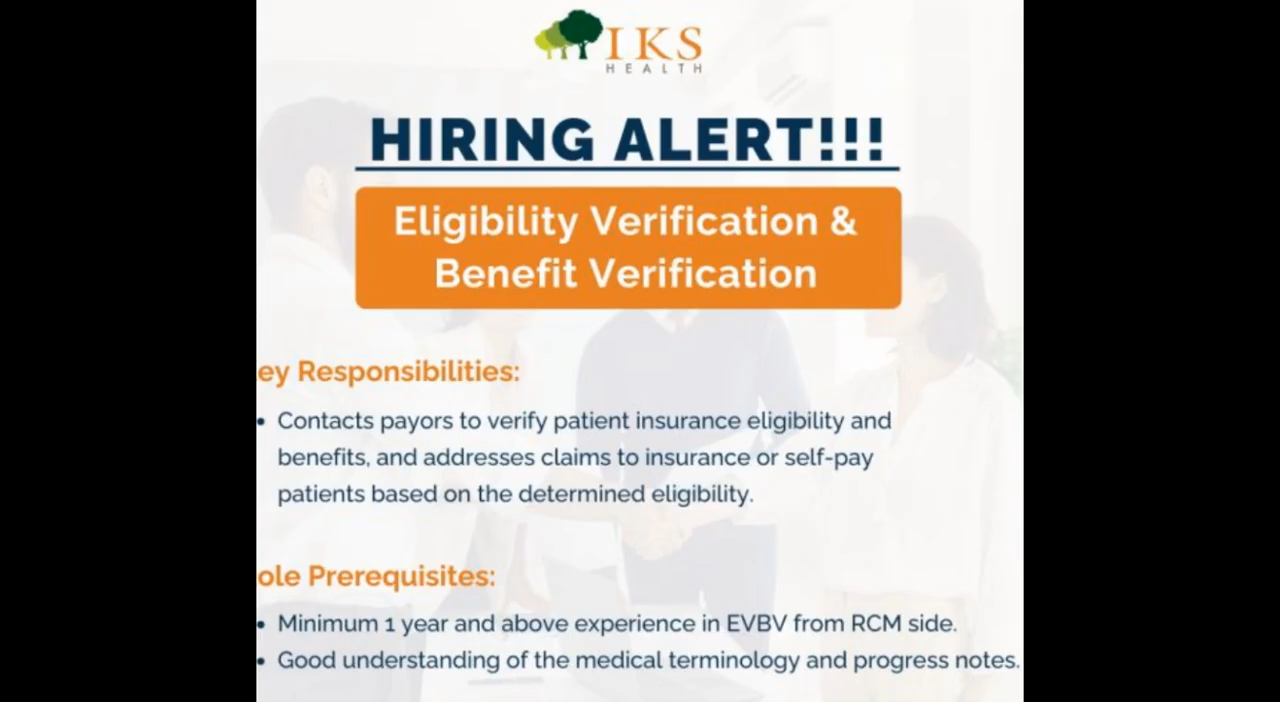 IKS
HEALTH
HIRING ALERT!!!
Eligibility Verification &
Benefit Verification
ey Responsibilities:
• Contacts payors to verify patient insurance eligibility and
benefits, and addresses claims to insurance or self-pay
patients based on the determined eligibility.
ole Prerequisites:
• Minimum 1 year and above experience in EVBV from RCM side.
• Good understanding of the medical terminology and progress notes.